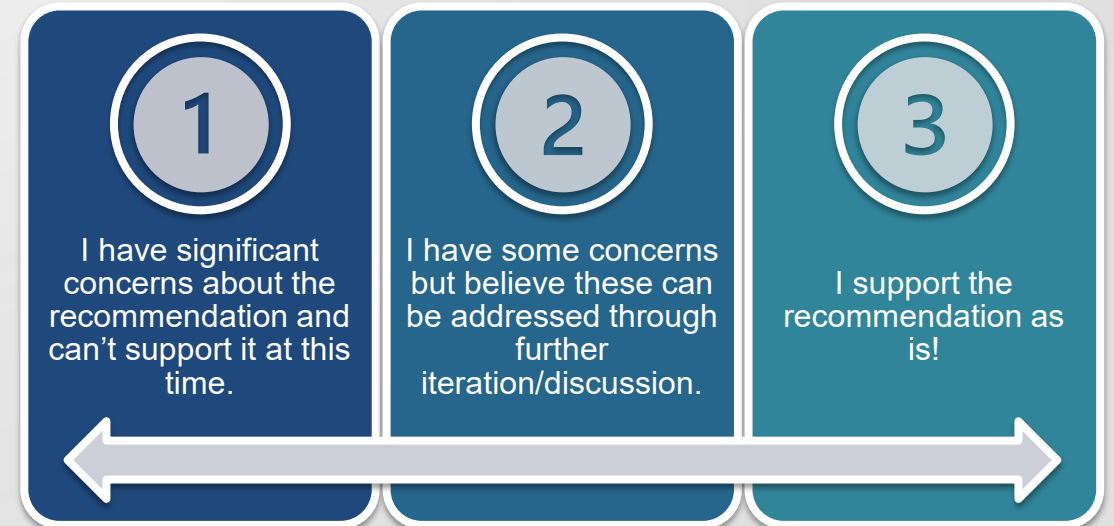 1
I have significant
concerns about the
recommendation and
can’t support it at this
time.
2
I have some concerns
but believe these can
be addressed through
further
iteration/discussion.
3
I support the
recommendation as
is!